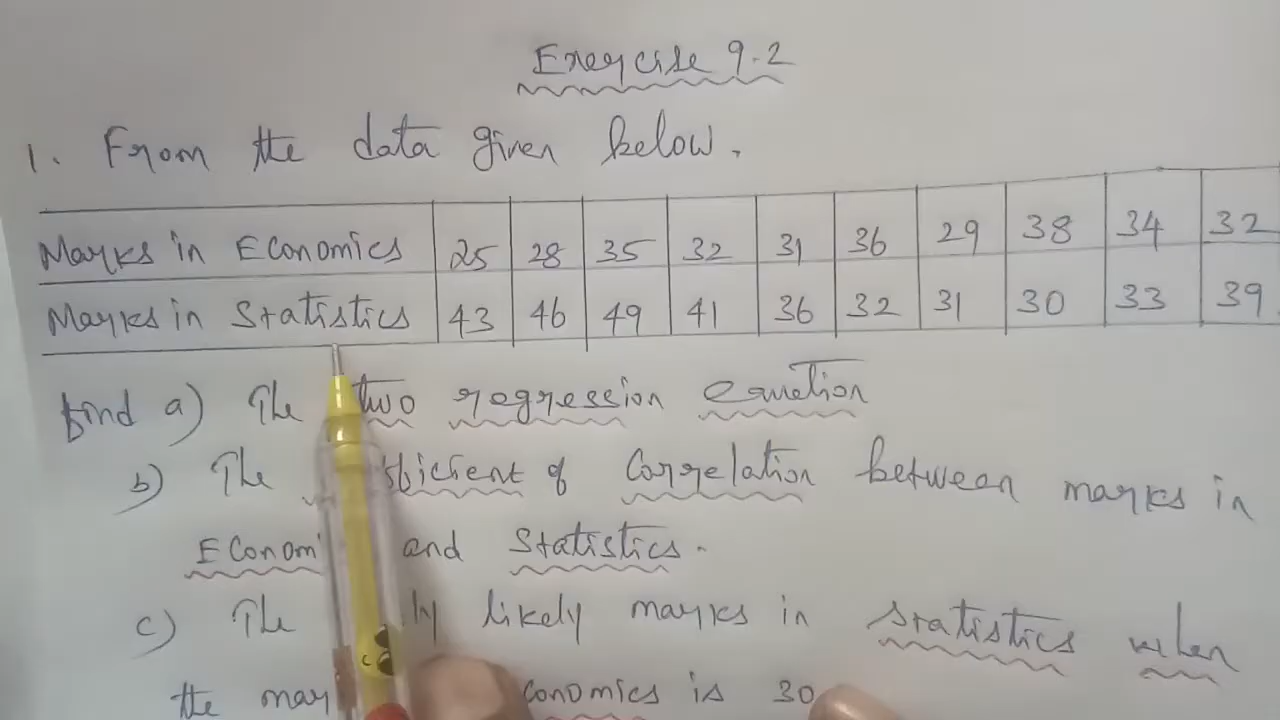 Exercise 9.2
1. From the data given below.
Marks in Economics 25 28 35 32 31 36 29 38 34 32
Marks in Statistics 43 46 49 41 36 32 31 30 33 39
find a) The two regression equation
b) The of Correlation between marks in
and Statistics.
c) The likely marks in statistics when
the is 30